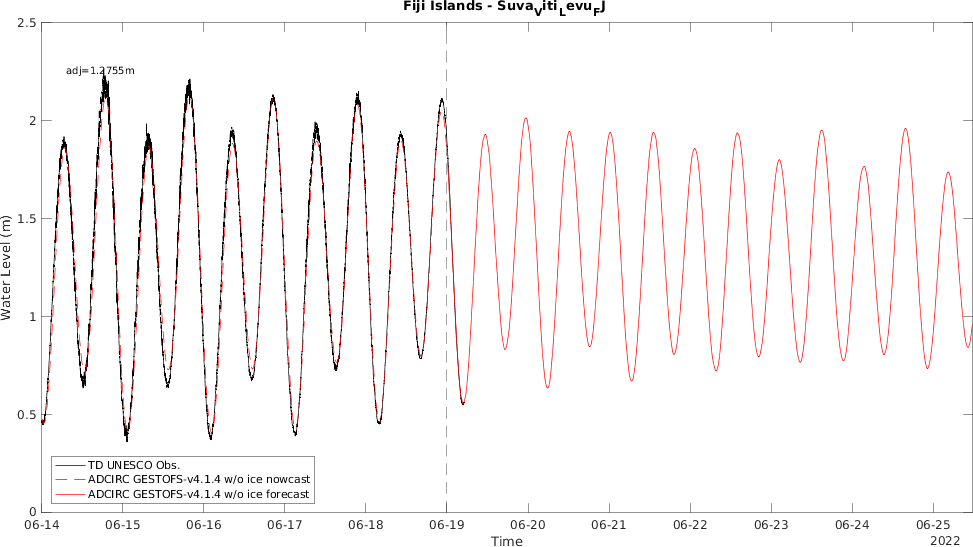 Fiji Islands - SuvaVitiLevuFJ
2.5
adj=1.2755m
2
1.5
Water Level (m)
1
0.5
TD UNESCO Obs.
ADCIRC GESTOFS-v4.1.4 w/o ice nowcast
ADCIRC GESTOFS-v4.1.4 w/o ice forecast
0
06-14 06-15 06-16 06-17 06-18 06-19 06-20 06-21 06-22 06-23 06-24 06-25
Time 2022